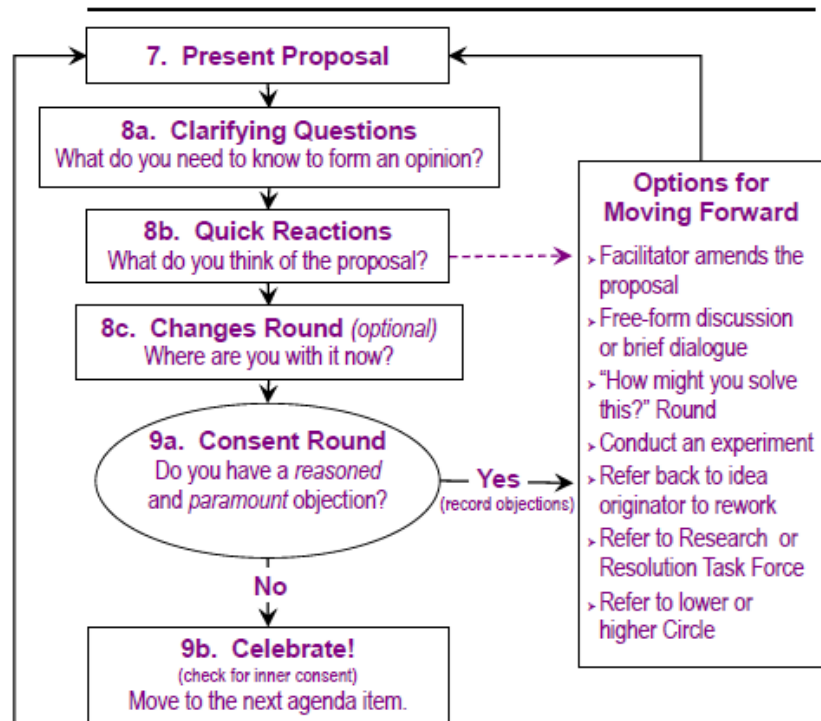 7. Present Proposal
8a. Clarifying Questions
What do you need to know to form an opinion?
8b. Quick Reactions
What do you think of the proposal?
8c. Changes Round (optional)
Where are you with it now?
9a. Consent Round
Do you have a reasoned
and paramount objection?
Yes
(record objections)
No
9b. Celebrate!
(check for inner consent)
Move to the next agenda item.
Options for
Moving Forward
➢Facilitator amends the
proposal
➢Free-form discussion
or brief dialogue
➢“How might you solve
this?” Round
➢Conduct an experiment
➢Refer back to idea
originator to rework
➢Refer to Research or
Resolution Task Force
➢Refer to lower or
higher Circle